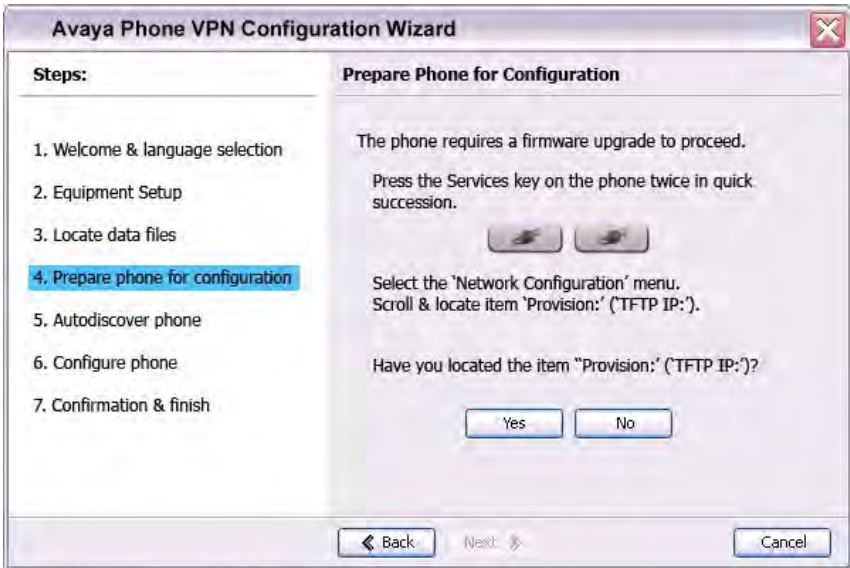 Avaya Phone VPN Configuration Wizard
Steps:
1. Welcome & language selection
2. Equipment Setup
3. Locate data files
4. Prepare phone for configuration
5. Autodiscover phone
6. Configure phone
7. Confirmation & finish
Prepare Phone for Configuration
The phone requires a firmware upgrade to proceed.
Press the Services key on the phone twice in quick
succession.
Select the ‘Network Configuration’ menu.
Scroll & locate item ‘Provision:’ (‘TFTP IP:’).
Have you located the item “Provision:’ (‘TFTP IP:’)?
Yes No
Back Next Cancel